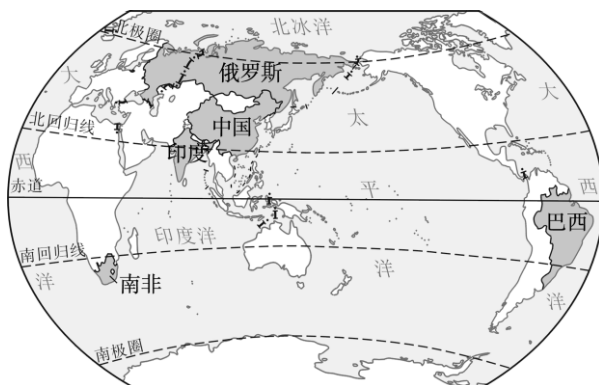 北极圈
北冰洋
大
俄罗斯
大
中国
太
北回归线
印度
西
平
西
赤道
巴西
印度洋
南回归线
洋
洋
南非
洋
南极圈